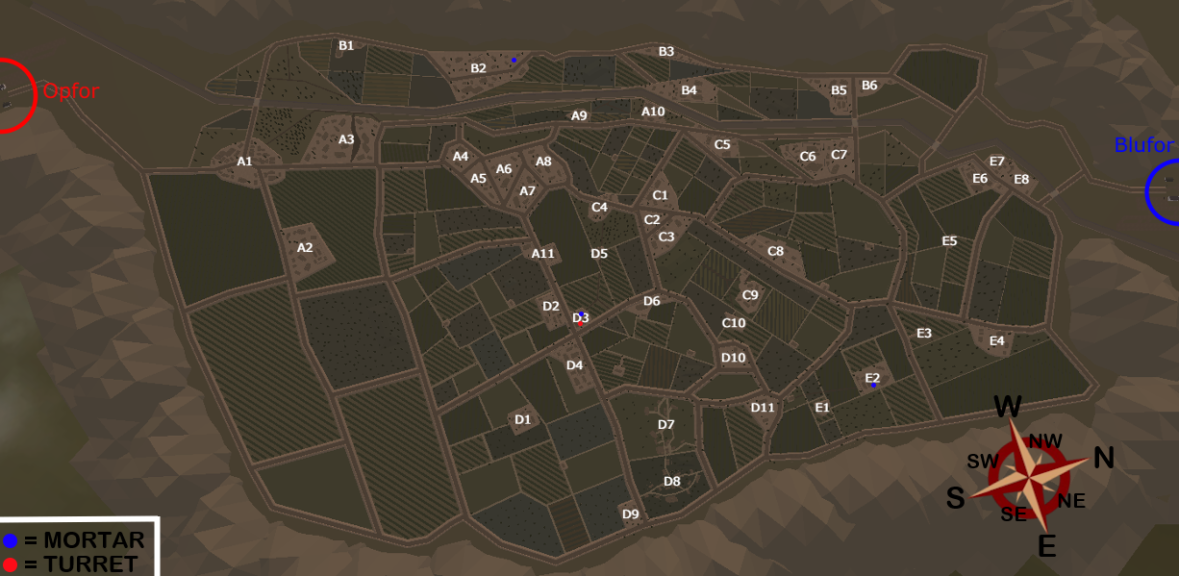 B1
B3
B2
B4
B5
B6
Opfor
A9
A10
A3
C5
Blufor
A1
A4
A6
A8
C6
C7
E7
A5
E6
E8
A7
C1
C4
C2
C3
A2
A11
D5
C8
E5
C9
D2
D6
D3
C10
E3
E4
D10
D4
E2
D1
D7
D11
E1
D8
D9
W
NW
N
SW
S
NE
SE
E
= MORTAR
= TURRET